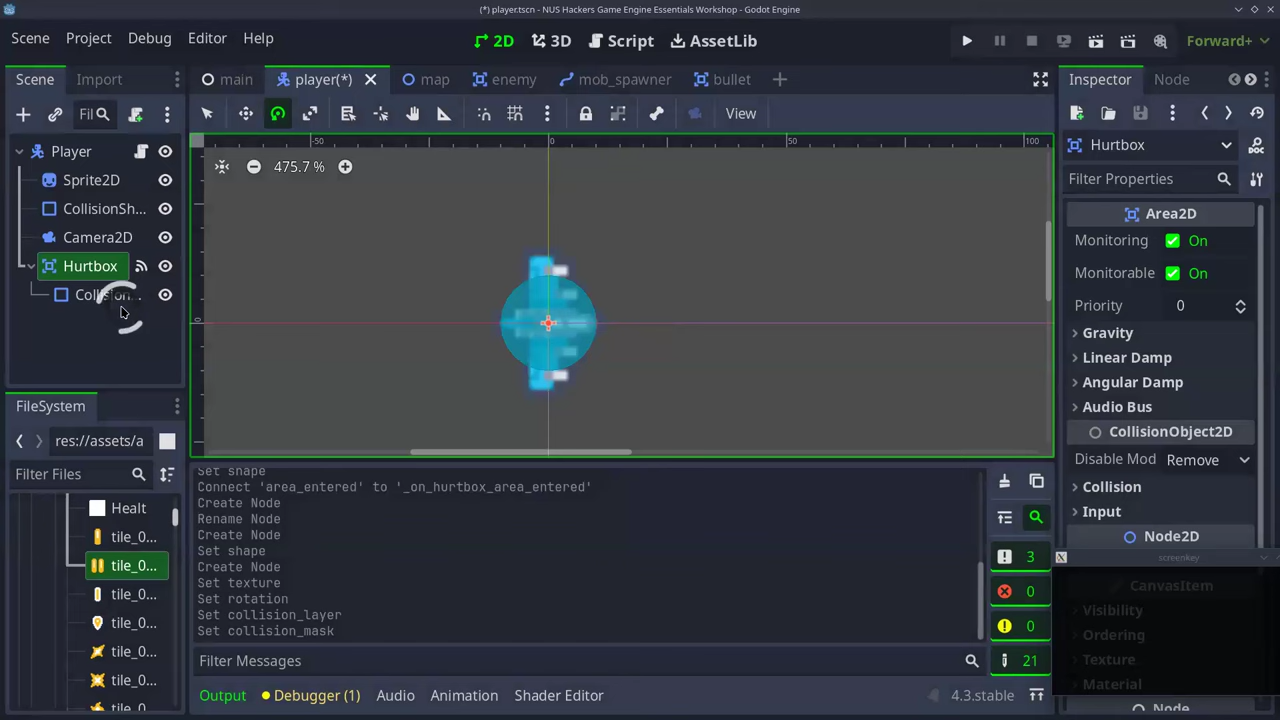 (*) player.tscn - NUS Hackers Game Engine Essentials Workshop - Godot Engine
Scene Project Debug Editor Help
2D 3D Script AssetLib
Forward+
Scene Import
main player(*) map enemy mob_spawner bullet
Inspector Node
Fil
View
Player
Sprite2D
CollisionSh...
Camera2D
Hurtbox
-50 0 50 100
475.7 %
0
Hurtbox
Filter Properties
Area2D
Monitoring On
Monitorable On
Priority 0
Gravity
Linear Damp
Angular Damp
Audio Bus
CollisionObject2D
Disable Mod Remove
Collision
Input
Node2D
screenkey
CanvasItem
Visibility
Ordering
Texture
Material
Node
FileSystem
res://assets/a
Filter Files
Healt
tile_0...
tile_0...
tile_0...
tile_0...
tile_0...
tile_0...
tile_0
Set shape
Connect 'area_entered' to '_on_hurtbox_area_entered'
Create Node
Rename Node
Create Node
Set shape
Create Node
Set texture
Set rotation
Set collision_layer
Set collision_mask
3
0
0
21
Filter Messages
Output Debugger (1) Audio Animation Shader Editor
4.3.stable